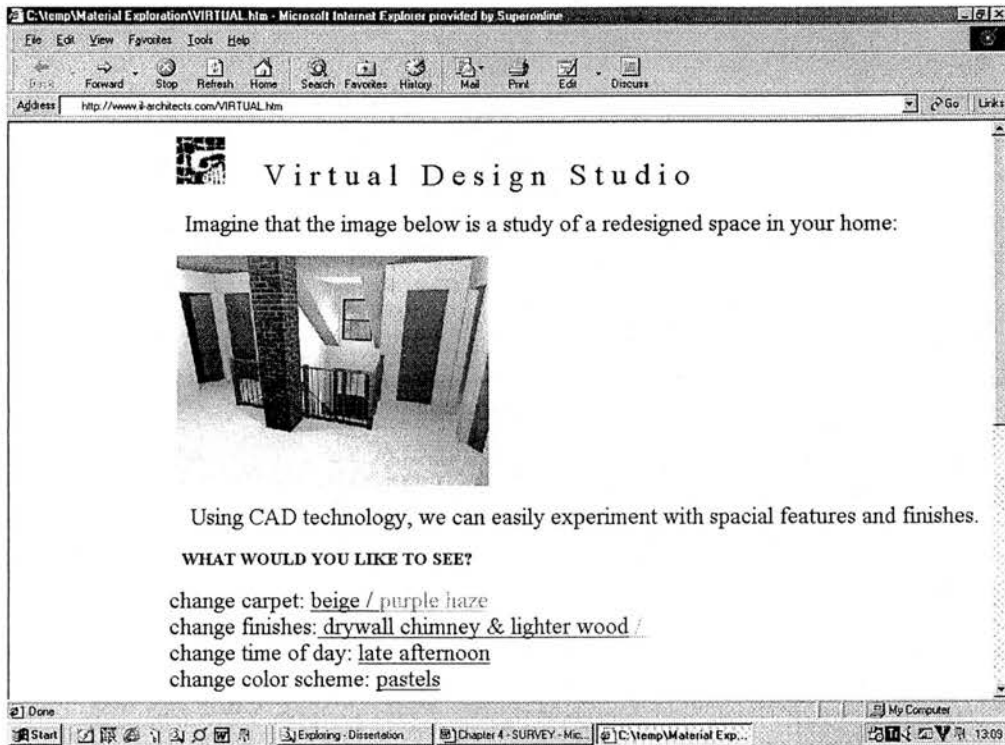 C:\temp\Material Exploration\VIRTUAL.htm - Microsoft Internet Explorer provided by Superonline
File Edit View Favorites Tools Help
Back Forward Stop Refresh Home Search Favorites History Mail Print Edit Discuss
Address http://www.il-architects.com/VIRTUAL.htm Go Links
Virtual Design Studio
Imagine that the image below is a study of a redesigned space in your home:
Using CAD technology, we can easily experiment with spacial features and finishes.
WHAT WOULD YOU LIKE TO SEE?
change carpet: beige / purple haze
change finishes: drywall chimney & lighter wood /
change time of day: late afternoon
change color scheme: pastels
Done My Computer
Start Exploring - Dissertation Chapter 4 - SURVEY - Mic... C:\temp\Material Exp... 13:03